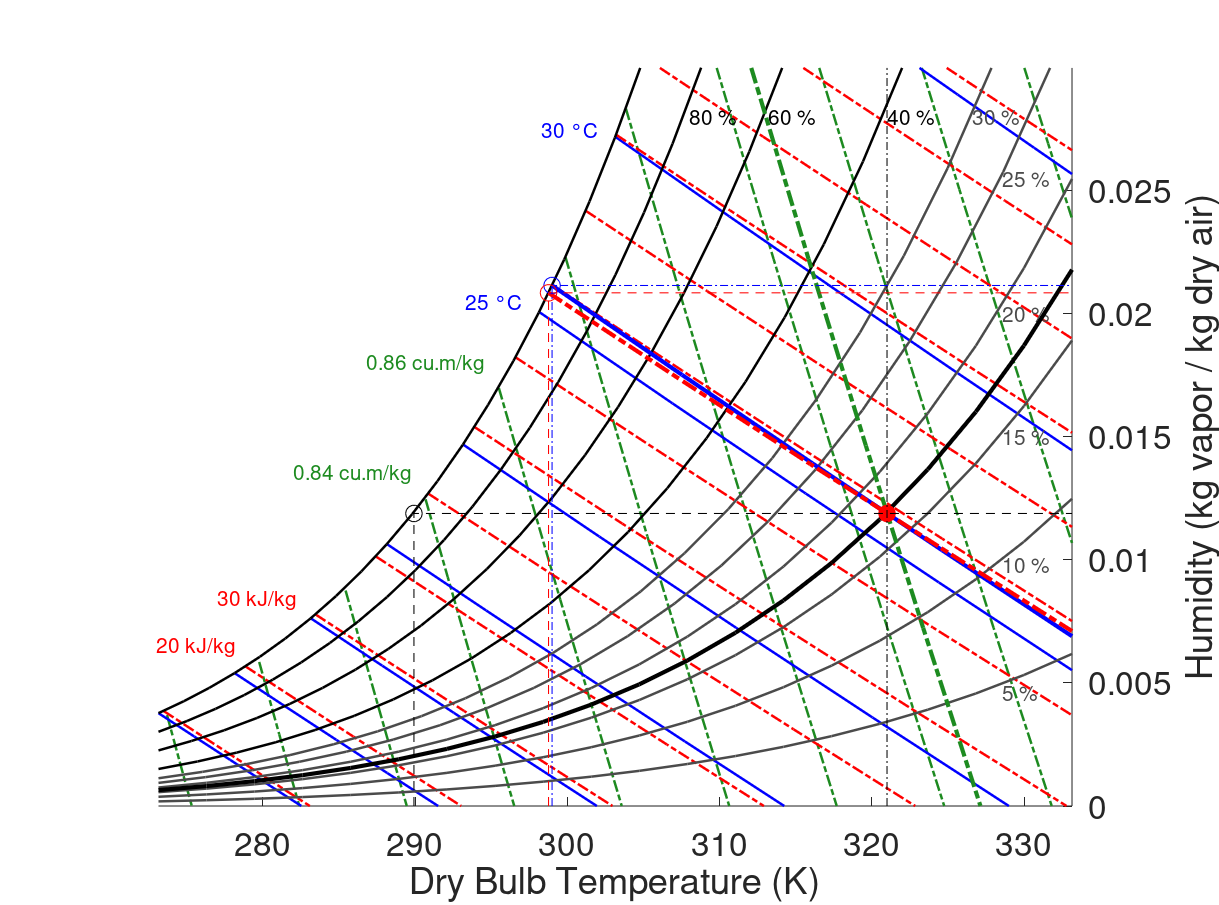 80 %
60 %
40 %
30 %
30 °C
25 %
0.025
25 °C
20 %
0.02
0.86 cu.m/kg
15 %
0.015
0.84 cu.m/kg
10 %
0.01
30 kJ/kg
20 kJ/kg
5 %
0.005
0
Humidity (kg vapor / kg dry air)
280
290
300
310
320
330
Dry Bulb Temperature (K)